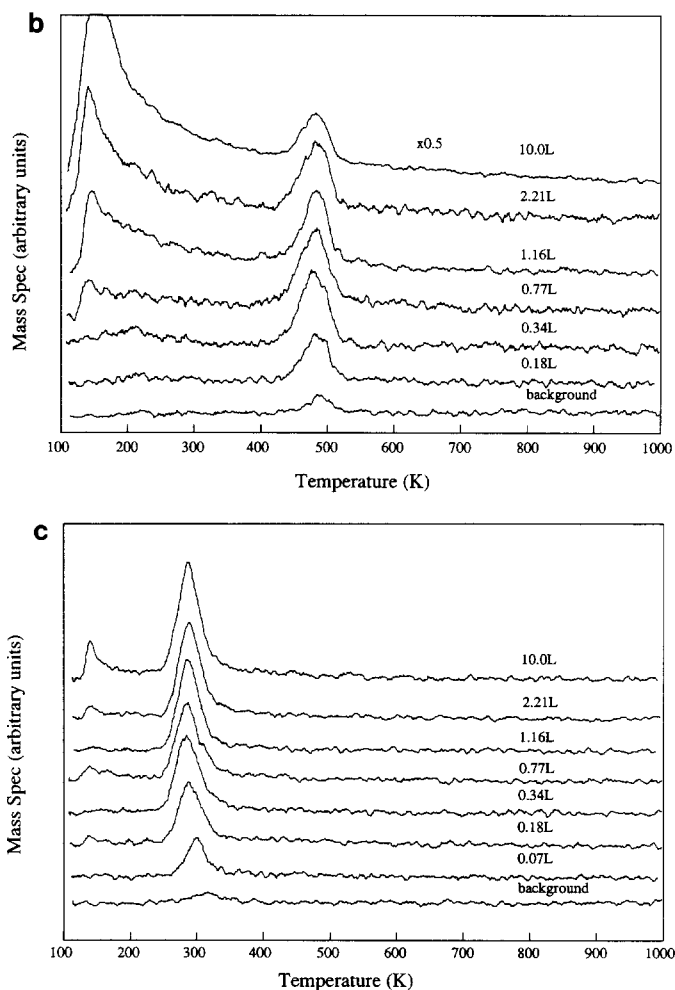 b
Mass Spec (arbitrary units)
x0.5
10.0L
2.21L
1.16L
0.77L
0.34L
0.18L
background
100 200 300 400 500 600 700 800 900 1000
Temperature (K)
c
Mass Spec (arbitrary units)
10.0L
2.21L
1.16L
0.77L
0.34L
0.18L
0.07L
background
100 200 300 400 500 600 700 800 900 1000
Temperature (K)